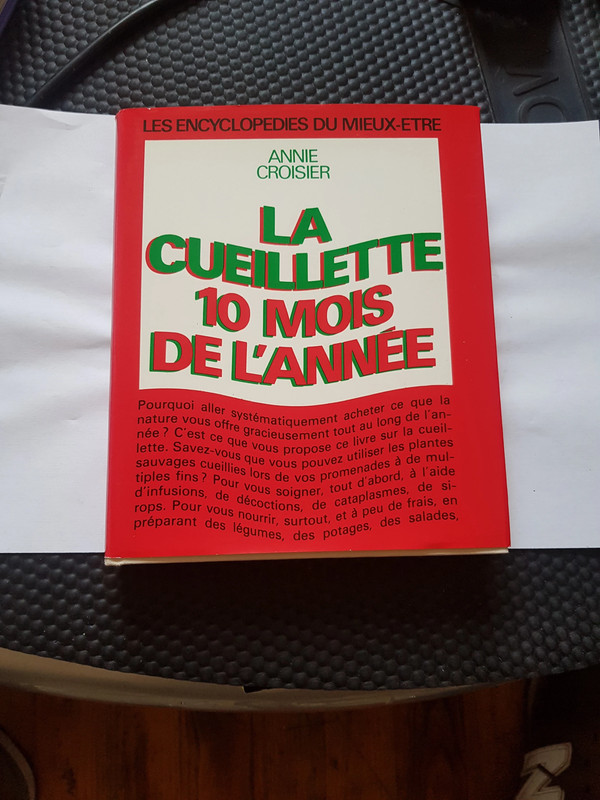 LES ENCYCLOPEDIES DU MIEUX-ETRE
ANNIE
CROISIER
LA
CUEILLETTE
10 MOIS
DE L'ANNÉE
Pourquoi aller systématiquement acheter ce que la
nature vous offre gracieusement tout au long de l'an-
née ? C'est ce que vous propose ce livre sur la cueil-
lette. Savez-vous que vous pouvez utiliser les plantes
sauvages cueillies lors de vos promenades à de mul-
tiples fins ? Pour vous soigner, tout d'abord, à l'aide
d'infusions, de décoctions, de cataplasmes, de si-
rops. Pour vous nourrir, surtout, et à peu de frais, en
préparant des légumes, des potages, des salades,